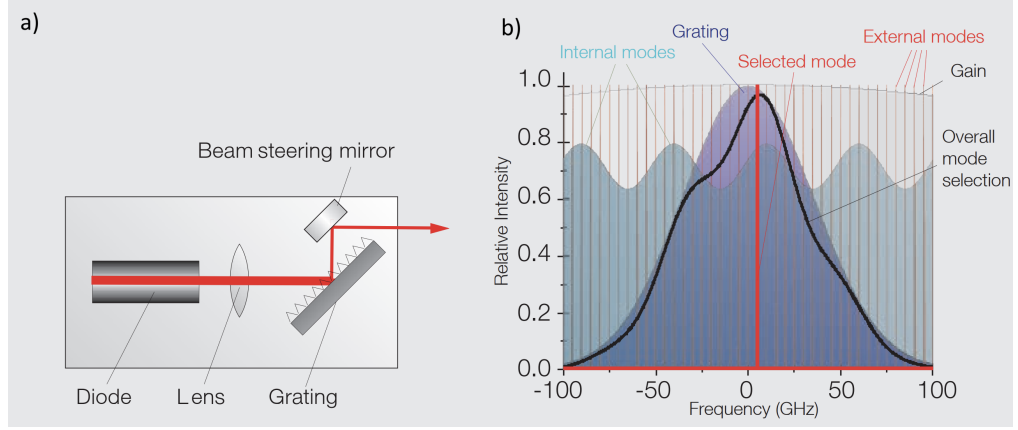 a)
Beam steering mirror
Diode
Lens
Grating
b)
Grating
External modes
Internal modes
Selected mode
Gain
Overall
mode
selection
Relative Intensity
1.0
0.8
0.6
0.4
0.2
0.0
-100
-50
0
50
100
Frequency (GHz)